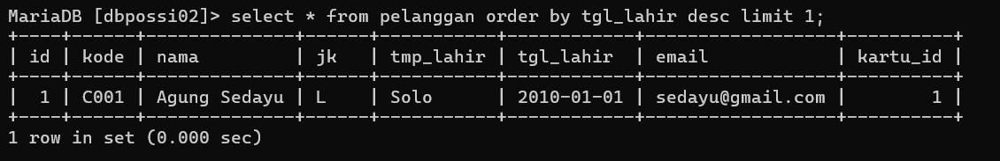 MariaDB [dbpossi02]> select * from pelanggan order by tgl_lahir desc limit 1;
+----+------+--------------+------+-----------+------------+------------------+----------+
| id | kode | nama         | jk   | tmp_lahir | tgl_lahir  | email            | kartu_id |
+----+------+--------------+------+-----------+------------+------------------+----------+
|  1 | C001 | Agung Sedayu | L    | Solo      | 2010-01-01 | sedayu@gmail.com |        1 |
+----+------+--------------+------+-----------+------------+------------------+----------+
1 row in set (0.000 sec)